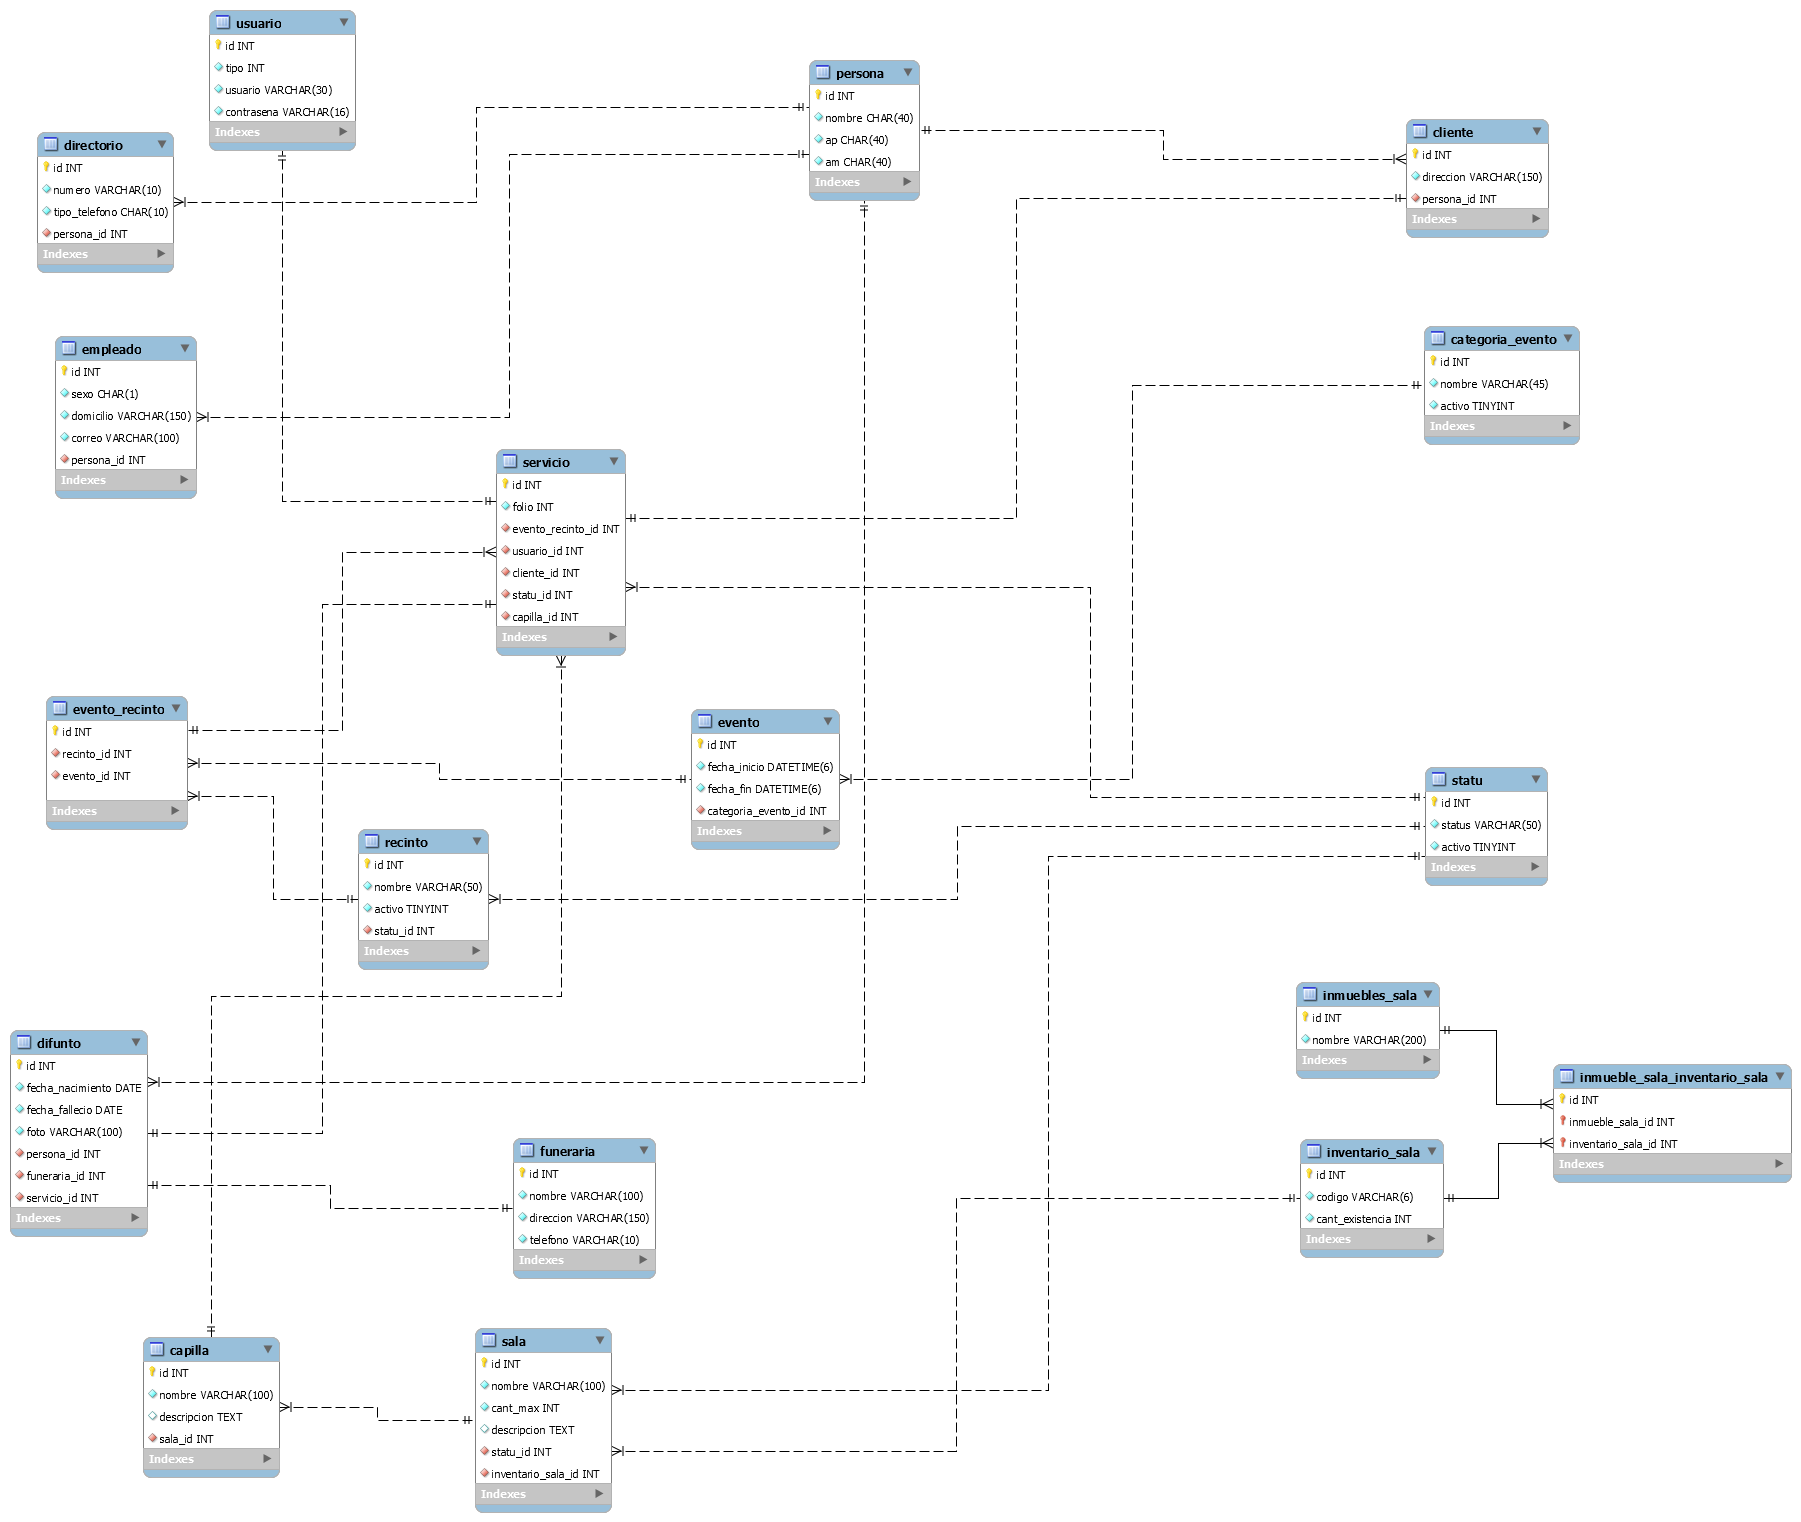 usuario
id INT
tipo INT
usuario VARCHAR(30)
contrasena VARCHAR(16)
Indexes
persona
id INT
nombre CHAR(40)
ap CHAR(40)
am CHAR(40)
Indexes
cliente
id INT
direccion VARCHAR(150)
persona_id INT
Indexes
directorio
id INT
numero VARCHAR(10)
tipo_telefono CHAR(10)
persona_id INT
Indexes
empleado
id INT
sexo CHAR(1)
domicilio VARCHAR(150)
correo VARCHAR(100)
persona_id INT
Indexes
categoria_evento
id INT
nombre VARCHAR(45)
activo TINYINT
Indexes
servicio
id INT
folio INT
evento_recinto_id INT
usuario_id INT
cliente_id INT
statu_id INT
capilla_id INT
Indexes
evento_recinto
id INT
recinto_id INT
evento_id INT
Indexes
evento
id INT
fecha_inicio DATETIME(6)
fecha_fin DATETIME(6)
categoria_evento_id INT
Indexes
statu
id INT
status VARCHAR(50)
activo TINYINT
Indexes
recinto
id INT
nombre VARCHAR(50)
activo TINYINT
statu_id INT
Indexes
inmuebles_sala
id INT
nombre VARCHAR(200)
Indexes
difunto
id INT
fecha_nacimiento DATE
fecha_fallecio DATE
foto VARCHAR(100)
persona_id INT
funeraria_id INT
servicio_id INT
Indexes
inmueble_sala_inventario_sala
id INT
inmueble_sala_id INT
inventario_sala_id INT
Indexes
funeraria
id INT
nombre VARCHAR(100)
direccion VARCHAR(150)
telefono VARCHAR(10)
Indexes
inventario_sala
id INT
codigo VARCHAR(6)
cant_existencia INT
Indexes
capilla
id INT
nombre VARCHAR(100)
descripcion TEXT
sala_id INT
Indexes
sala
id INT
nombre VARCHAR(100)
cant_max INT
descripcion TEXT
statu_id INT
inventario_sala_id INT
Indexes